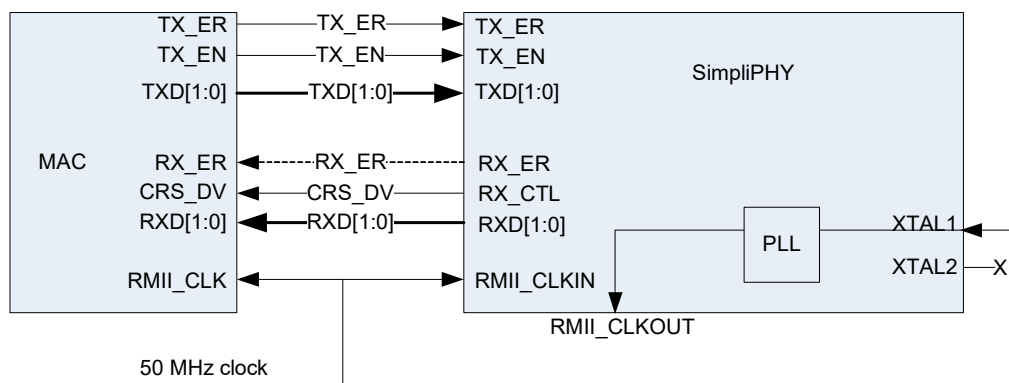 TX_ER TX_ER TX_ER
TX_EN TX_EN TX_EN
SimpliPHY
TXD[1:0] TXD[1:0] TXD[1:0]
MAC
RX_ER RX_ER RX_ER
CRS_DV CRS_DV RX_CTL
RXD[1:0] RXD[1:0] RXD[1:0]
XTAL1
PLL
XTAL2 X
RMII_CLK RMII_CLKIN
RMII_CLKOUT
50 MHz clock